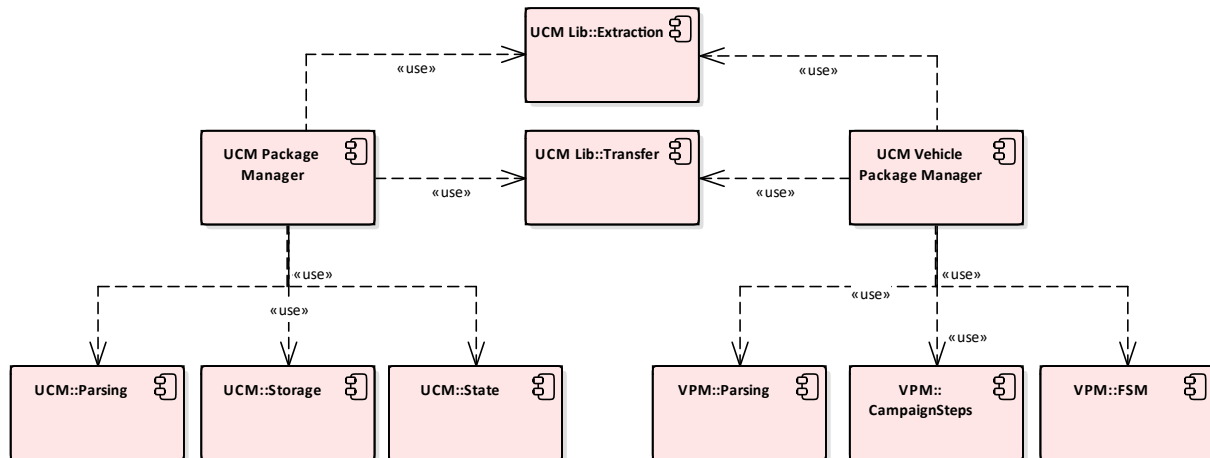 UCM Lib::Extraction
«use»
«use»
UCM Package
Manager
UCM Lib::Transfer
UCM Vehicle
Package Manager
«use»
«use»
«use»
«use»
«use»
«use»
«use»
UCM::Parsing
UCM::Storage
UCM::State
VPM::Parsing
VPM::
CampaignSteps
VPM::FSM